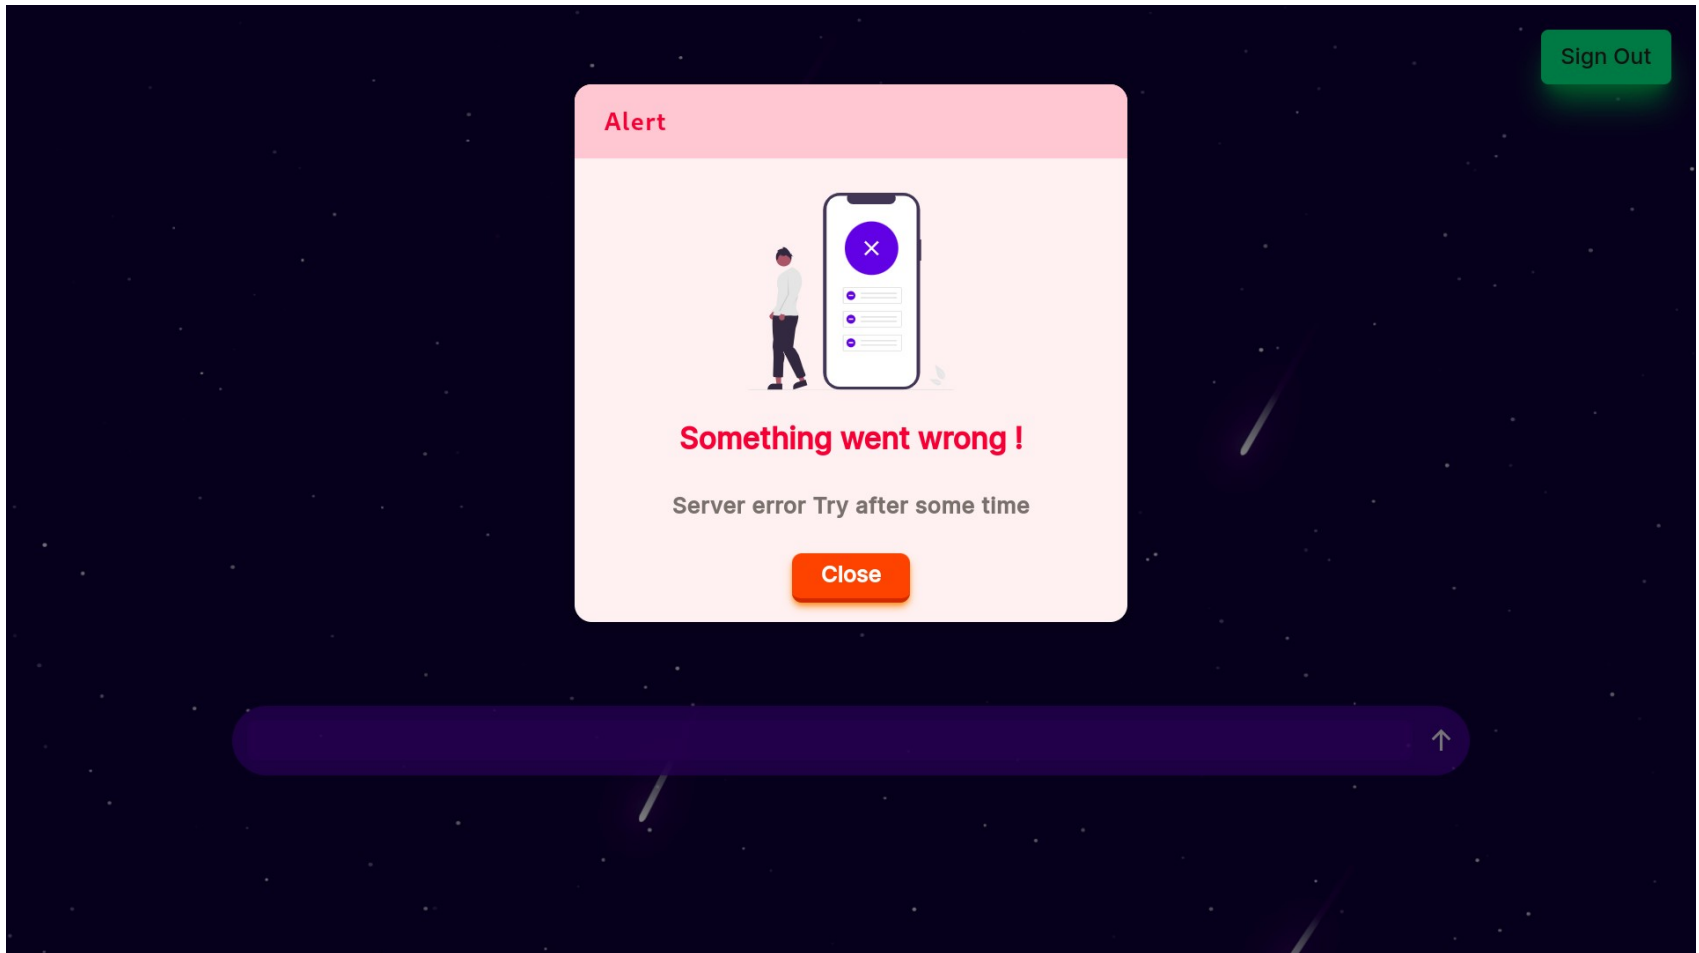 Sign Out
Alert
Something went wrong !
Server error Try after some time
Close